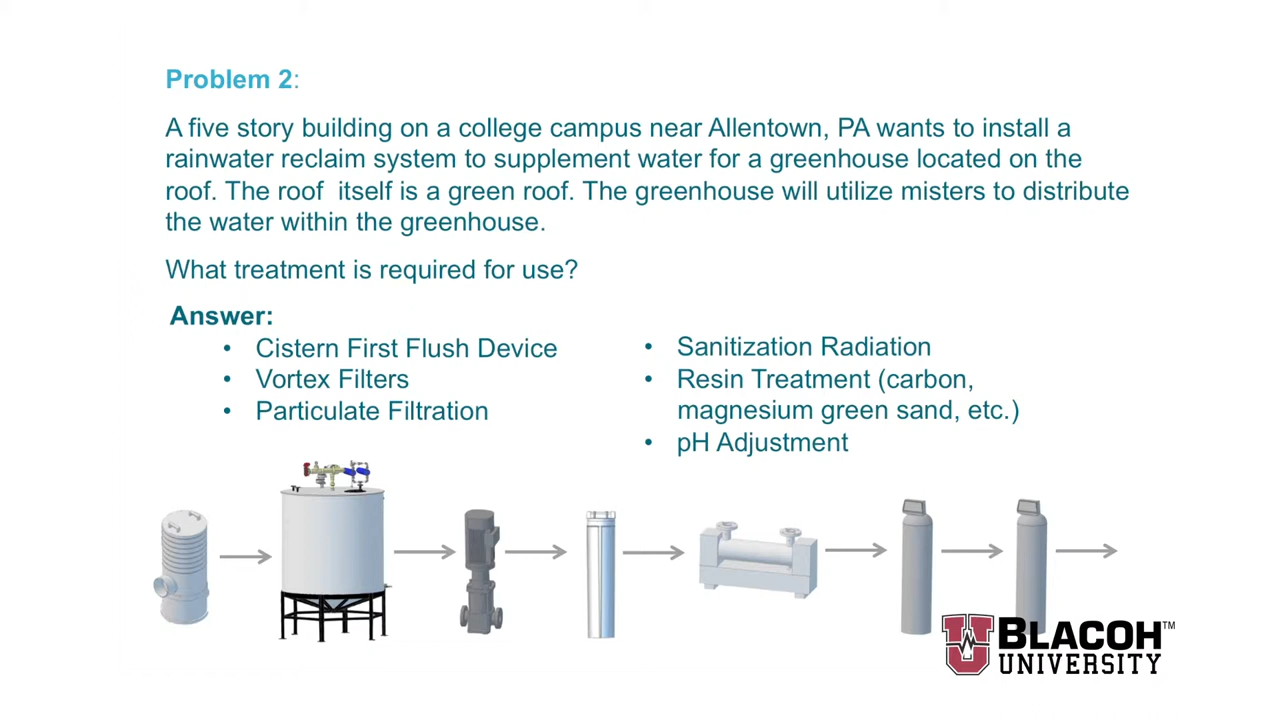 Problem 2:
A five story building on a college campus near Allentown, PA wants to install a
rainwater reclaim system to supplement water for a greenhouse located on the
roof. The roof itself is a green roof. The greenhouse will utilize misters to distribute
the water within the greenhouse.
What treatment is required for use?
Answer:
• Cistern First Flush Device
• Vortex Filters
• Particulate Filtration
• Sanitization Radiation
• Resin Treatment (carbon,
magnesium green sand, etc.)
• pH Adjustment
U BLACOH™
UNIVERSITY